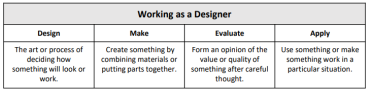 Working as a Designer
Design Make Evaluate Apply
The art or process of deciding how something will look or work.
Create something by combining materials or putting parts together.
Form an opinion of the value or quality of something after careful thought.
Use something or make something work in a particular situation.